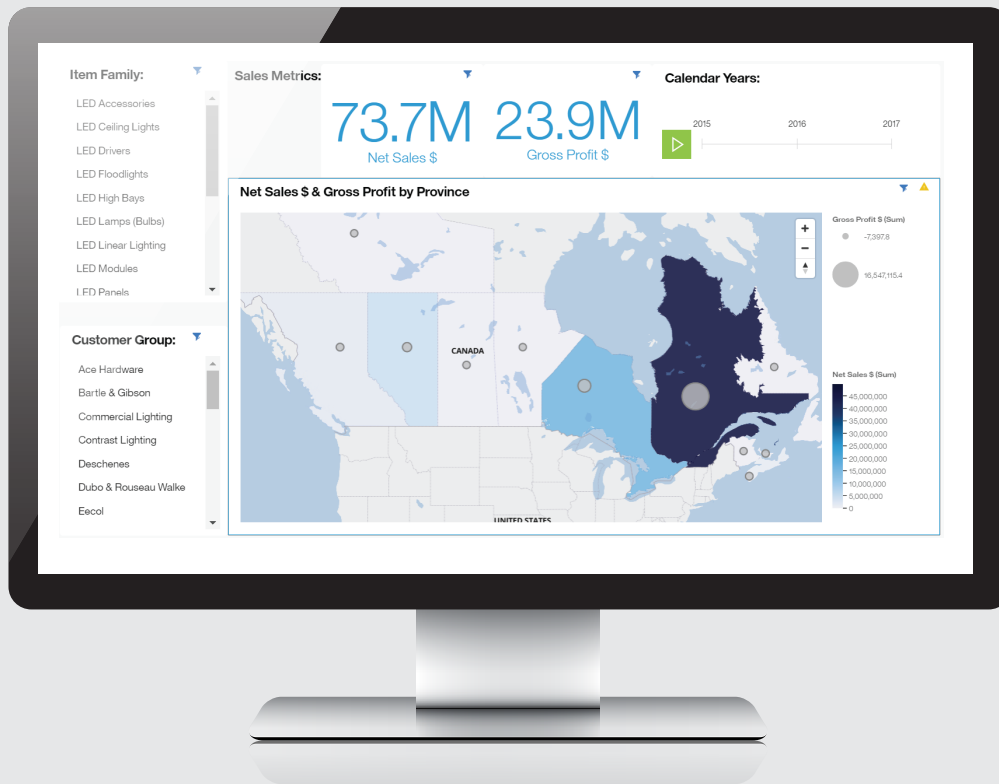 Item Family:
LED Accessories
LED Ceiling Lights
LED Drivers
LED Floodlights
LED High Bays
LED Lamps (Bulbs)
LED Linear Lighting
LED Modules
LED Panels
Customer Group:
Ace Hardware
Bartle & Gibson
Commercial Lighting
Contrast Lighting
Deschenes
Dubo & Rouseau Walke
Eecol
Sales Metrics:
73.7M
Net Sales $
23.9M
Gross Profit $
Calendar Years:
2015 2016 2017
Net Sales $ & Gross Profit by Province
CANADA
UNITED STATES
+
−
Gross Profit $ (Sum)
-7,397.8
16,547,115.4
Net Sales $ (Sum)
45,000,000
40,000,000
35,000,000
30,000,000
25,000,000
20,000,000
15,000,000
10,000,000
5,000,000
0